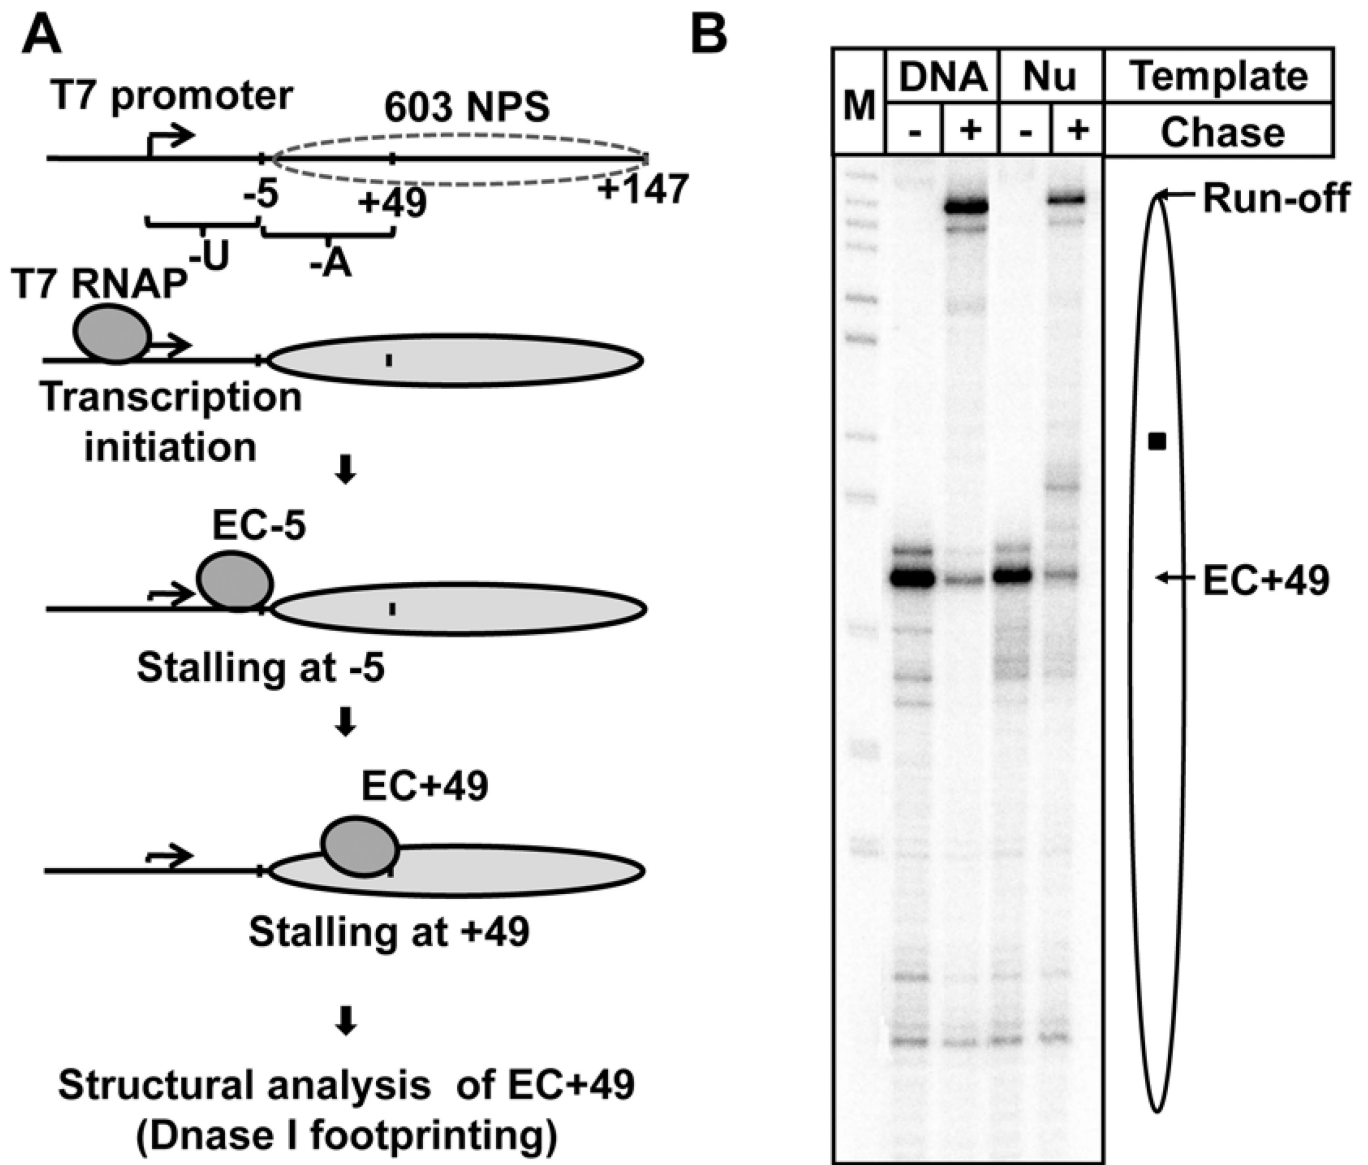 A
T7 promoter
603 NPS
-5
+49
+147
-U
-A
T7 RNAP
Transcription
initiation
EC-5
Stalling at -5
EC+49
Stalling at +49
Structural analysis of EC+49
(Dnase I footprinting)
B
M
DNA
Nu
Template
-
+
-
+
Chase
Run-off
EC+49